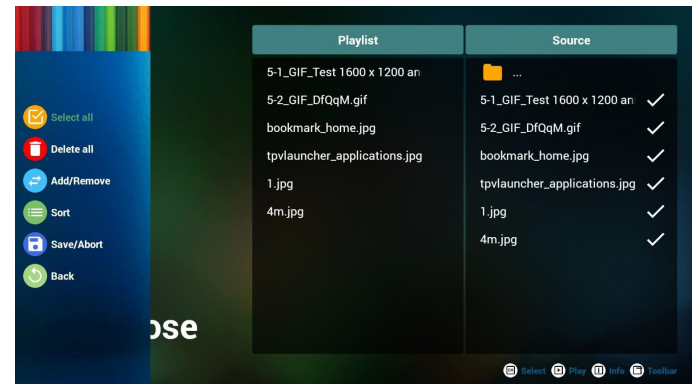 Select all
Delete all
Add/Remove
Sort
Save/Abort
Back
ose
Playlist
5-1_GIF_Test 1600 x 1200 an
5-2_GIF_DfQqM.gif
bookmark_home.jpg
tpvlauncher_applications.jpg
1.jpg
4m.jpg
Source
...
5-1_GIF_Test 1600 x 1200 an
5-2_GIF_DfQqM.gif
bookmark_home.jpg
tpvlauncher_applications.jpg
1.jpg
4m.jpg
Select Play Info Toolbar